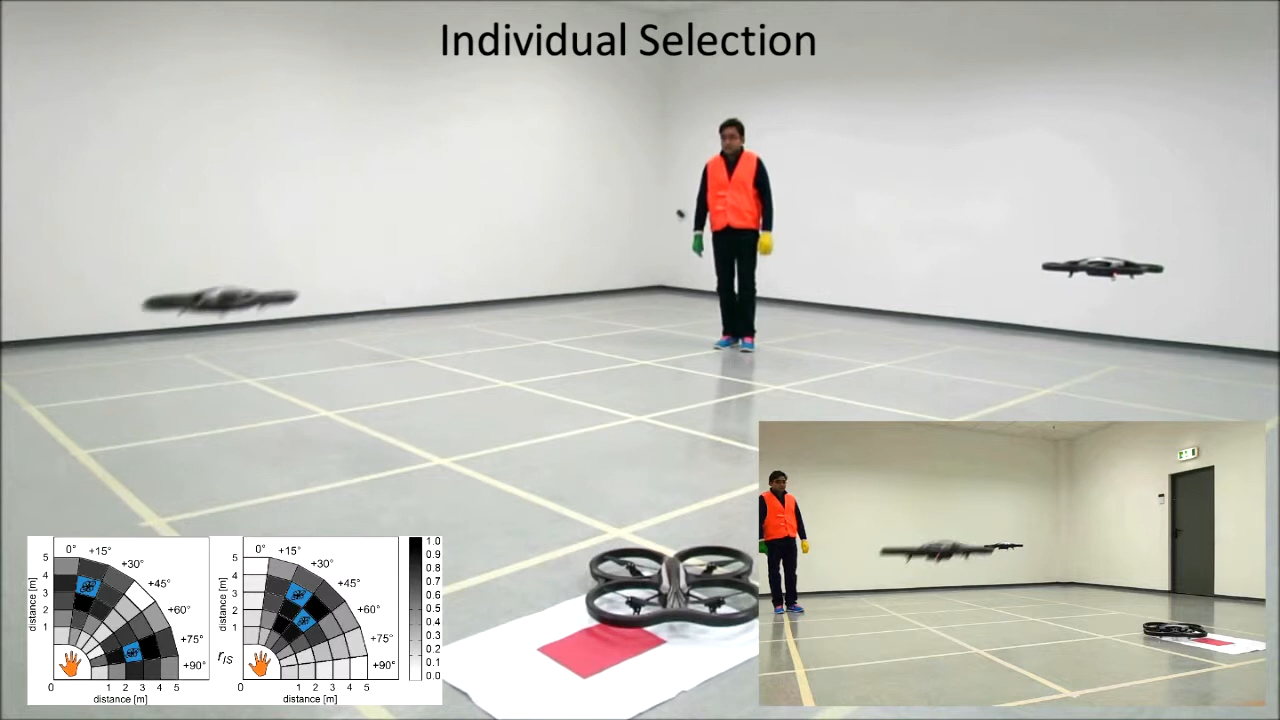 Individual Selection
0° +15° +30° +45° +60° +75° +90°
5 4 3 2 1
distance [m]
0 1 2 3 4 5
distance [m]
r_IS
0° +15° +30° +45° +60° +75° +90°
5 4 3 2 1
distance [m]
0 1 2 3 4 5
distance [m]
1.0
0.9
0.8
0.7
0.6
0.5
0.4
0.3
0.2
0.1
0.0